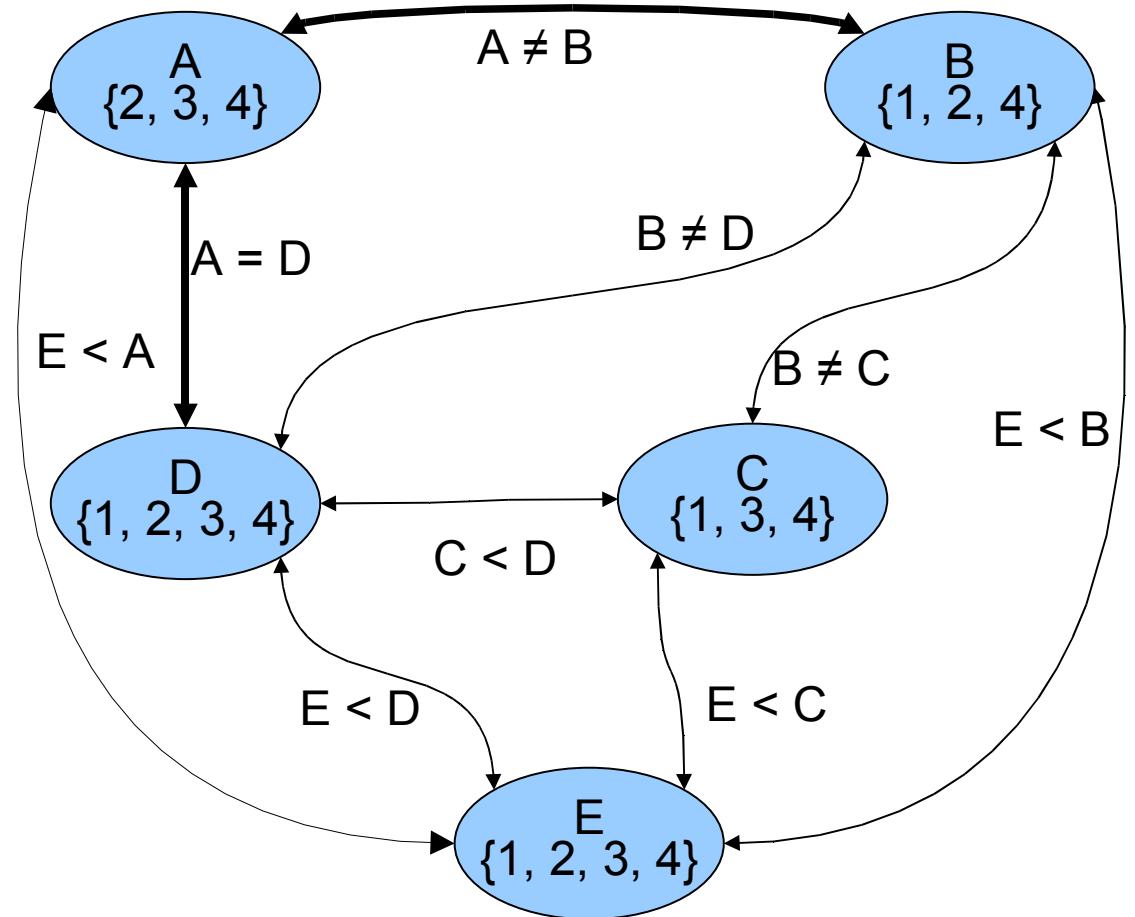 A
{2, 3, 4}
A ≠ B
B
{1, 2, 4}
A = D
B ≠ D
E < A
B ≠ C
E < B
D
{1, 2, 3, 4}
C
{1, 3, 4}
C < D
E < D
E < C
E
{1, 2, 3, 4}